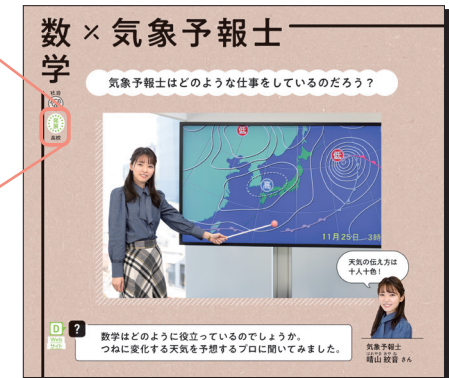 数学×気象予報士
気象予報士はどのような仕事をしているのだろう？
社会
高校
低
低
高
11月25日 3時
天気の伝え方は
十人十色！
D
Web
サイト
?
数学はどのように役立っているのでしょうか。
つねに変化する天気を予想するプロに聞いてみました。
気象予報士
晴山 紋音 さん